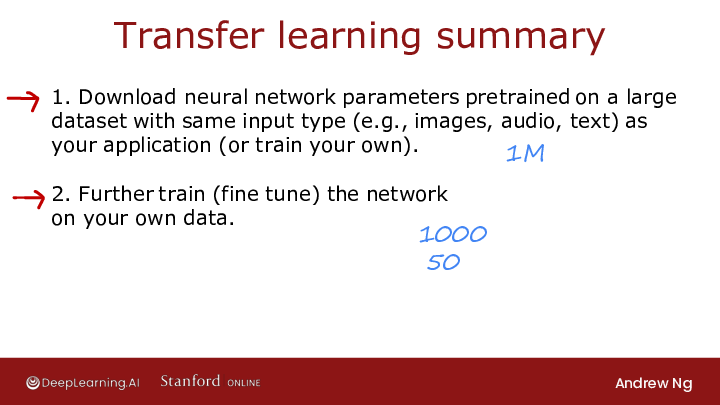 Transfer learning summary
1. Download neural network parameters pretrained on a large
dataset with same input type (e.g., images, audio, text) as
your application (or train your own).
1M
2. Further train (fine tune) the network
on your own data.
1000
50
DeepLearning.AI Stanford ONLINE Andrew Ng